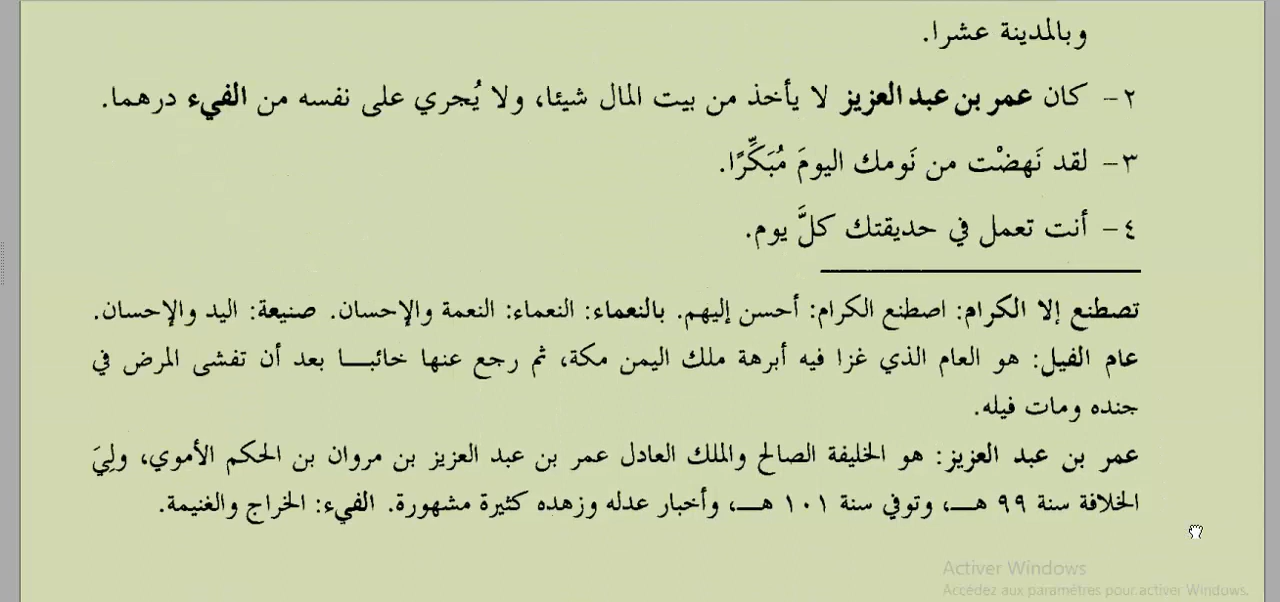 وبالمدينة عشرا.
٢- كان عمر بن عبد العزيز لا يأخذ من بيت المال شيئا، ولا يُجري على نفسه من الفيء درهما.
٣- لقد نَهضْت من نَومك اليومَ مُبَكِّرًا.
٤- أنت تعمل في حديقتك كلَّ يوم.
تصطنع إلا الكرام: اصطنع الكرام: أحسن إليهم. بالنعماء: النعماء: النعمة والإحسان. صنيعة: اليد والإحسان.
عام الفيل: هو العام الذي غزا فيه أبرهة ملك اليمن مكة، ثم رجع عنها خائبـــا بعد أن تفشى المرض في
جنده ومات فيله.
عمر بن عبد العزيز: هو الخليفة الصالح والملك العادل عمر بن عبد العزيز بن مروان بن الحكم الأموي، ولِيَ
الخلافة سنة ٩٩ هـــ، وتوفي سنة ١٠١ هـــ، وأخبار عدله وزهده كثيرة مشهورة. الفيء: الخراج والغنيمة.
Activer Windows
Accédez aux paramètres pour activer Windows.